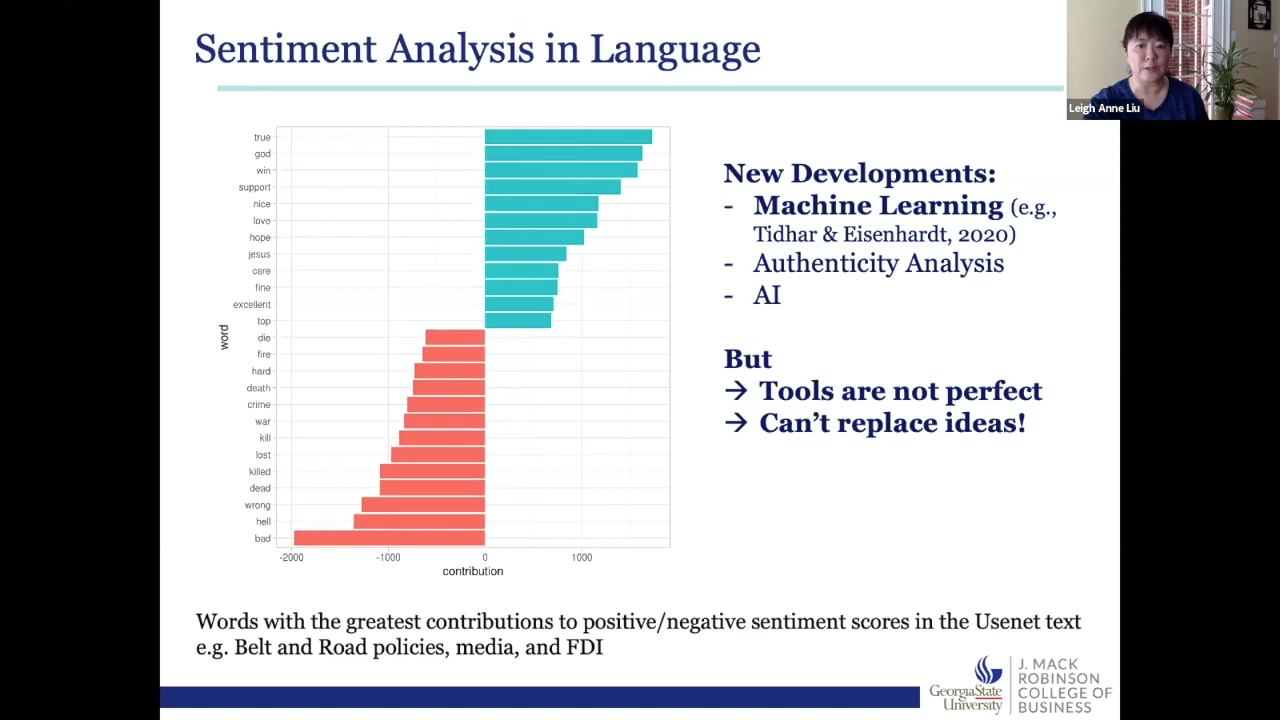 Sentiment Analysis in Language
Leigh Anne Liu
true
god
win
support
nice
love
hope
jesus
care
fine
excellent
top
die
fire
hard
death
crime
war
kill
lost
killed
dead
wrong
hell
bad
word
-2000 -1000 0 1000
contribution
New Developments:
- Machine Learning (e.g.,
Tidhar & Eisenhardt, 2020)
- Authenticity Analysis
- AI
But
→ Tools are not perfect
→ Can't replace ideas!
Words with the greatest contributions to positive/negative sentiment scores in the Usenet text
e.g. Belt and Road policies, media, and FDI
GeorgiaState
University
J. MACK
ROBINSON
COLLEGE OF
BUSINESS